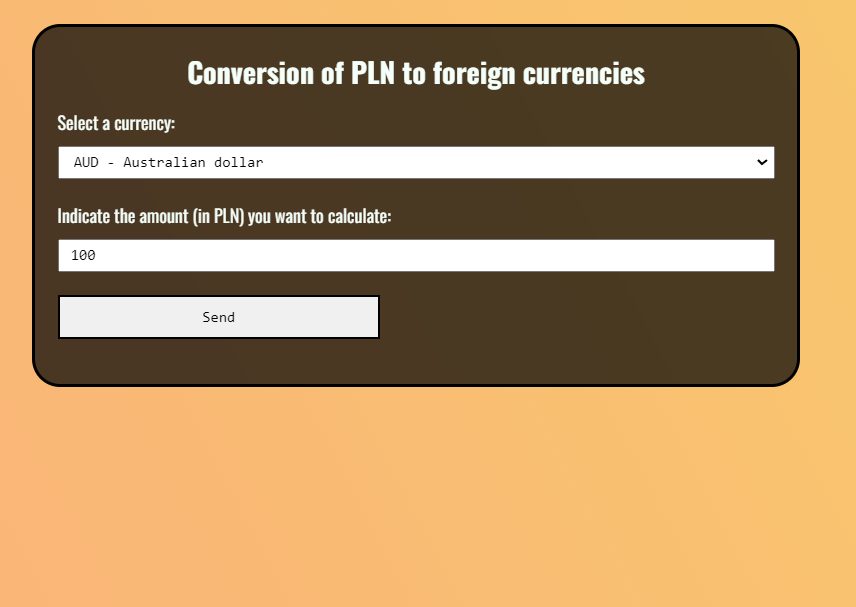 Conversion of PLN to foreign currencies
Select a currency:
AUD - Australian dollar
Indicate the amount (in PLN) you want to calculate:
100
Send